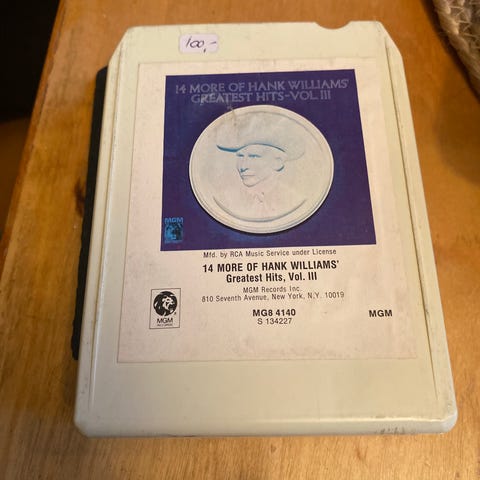 100,-
14 MORE OF HANK WILLIAMS'
GREATEST HITS-VOL. III
MGM
Mfd. by RCA Music Service under License
14 MORE OF HANK WILLIAMS'
Greatest Hits, Vol. III
MGM Records Inc.
810 Seventh Avenue, New York, N.Y. 10019
MGM
RECORDS
MG8 4140
S 134227
MGM